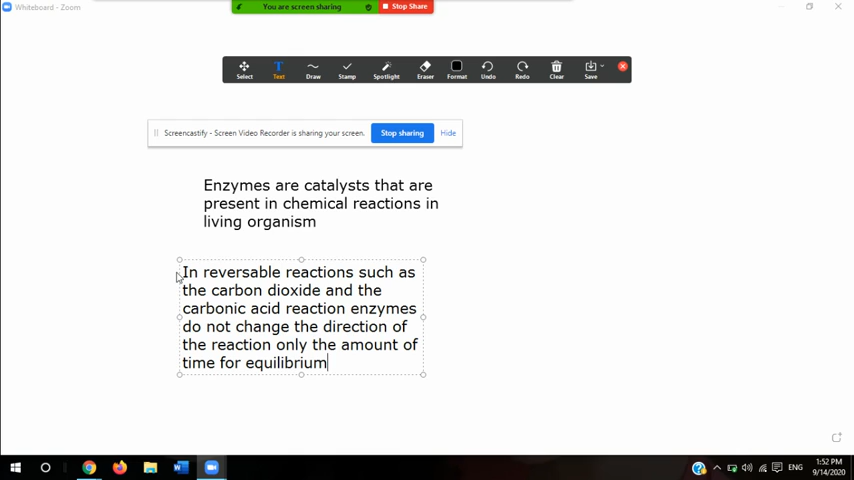 Whiteboard - Zoom
You are screen sharing
Stop Share
Select
Text
Draw
Stamp
Spotlight
Eraser
Format
Undo
Redo
Clear
Save
Screencastify - Screen Video Recorder is sharing your screen.
Stop sharing
Hide
Enzymes are catalysts that are
present in chemical reactions in
living organism
In reversable reactions such as
the carbon dioxide and the
carbonic acid reaction enzymes
do not change the direction of
the reaction only the amount of
time for equilibrium
ENG
1:52 PM
9/14/2020